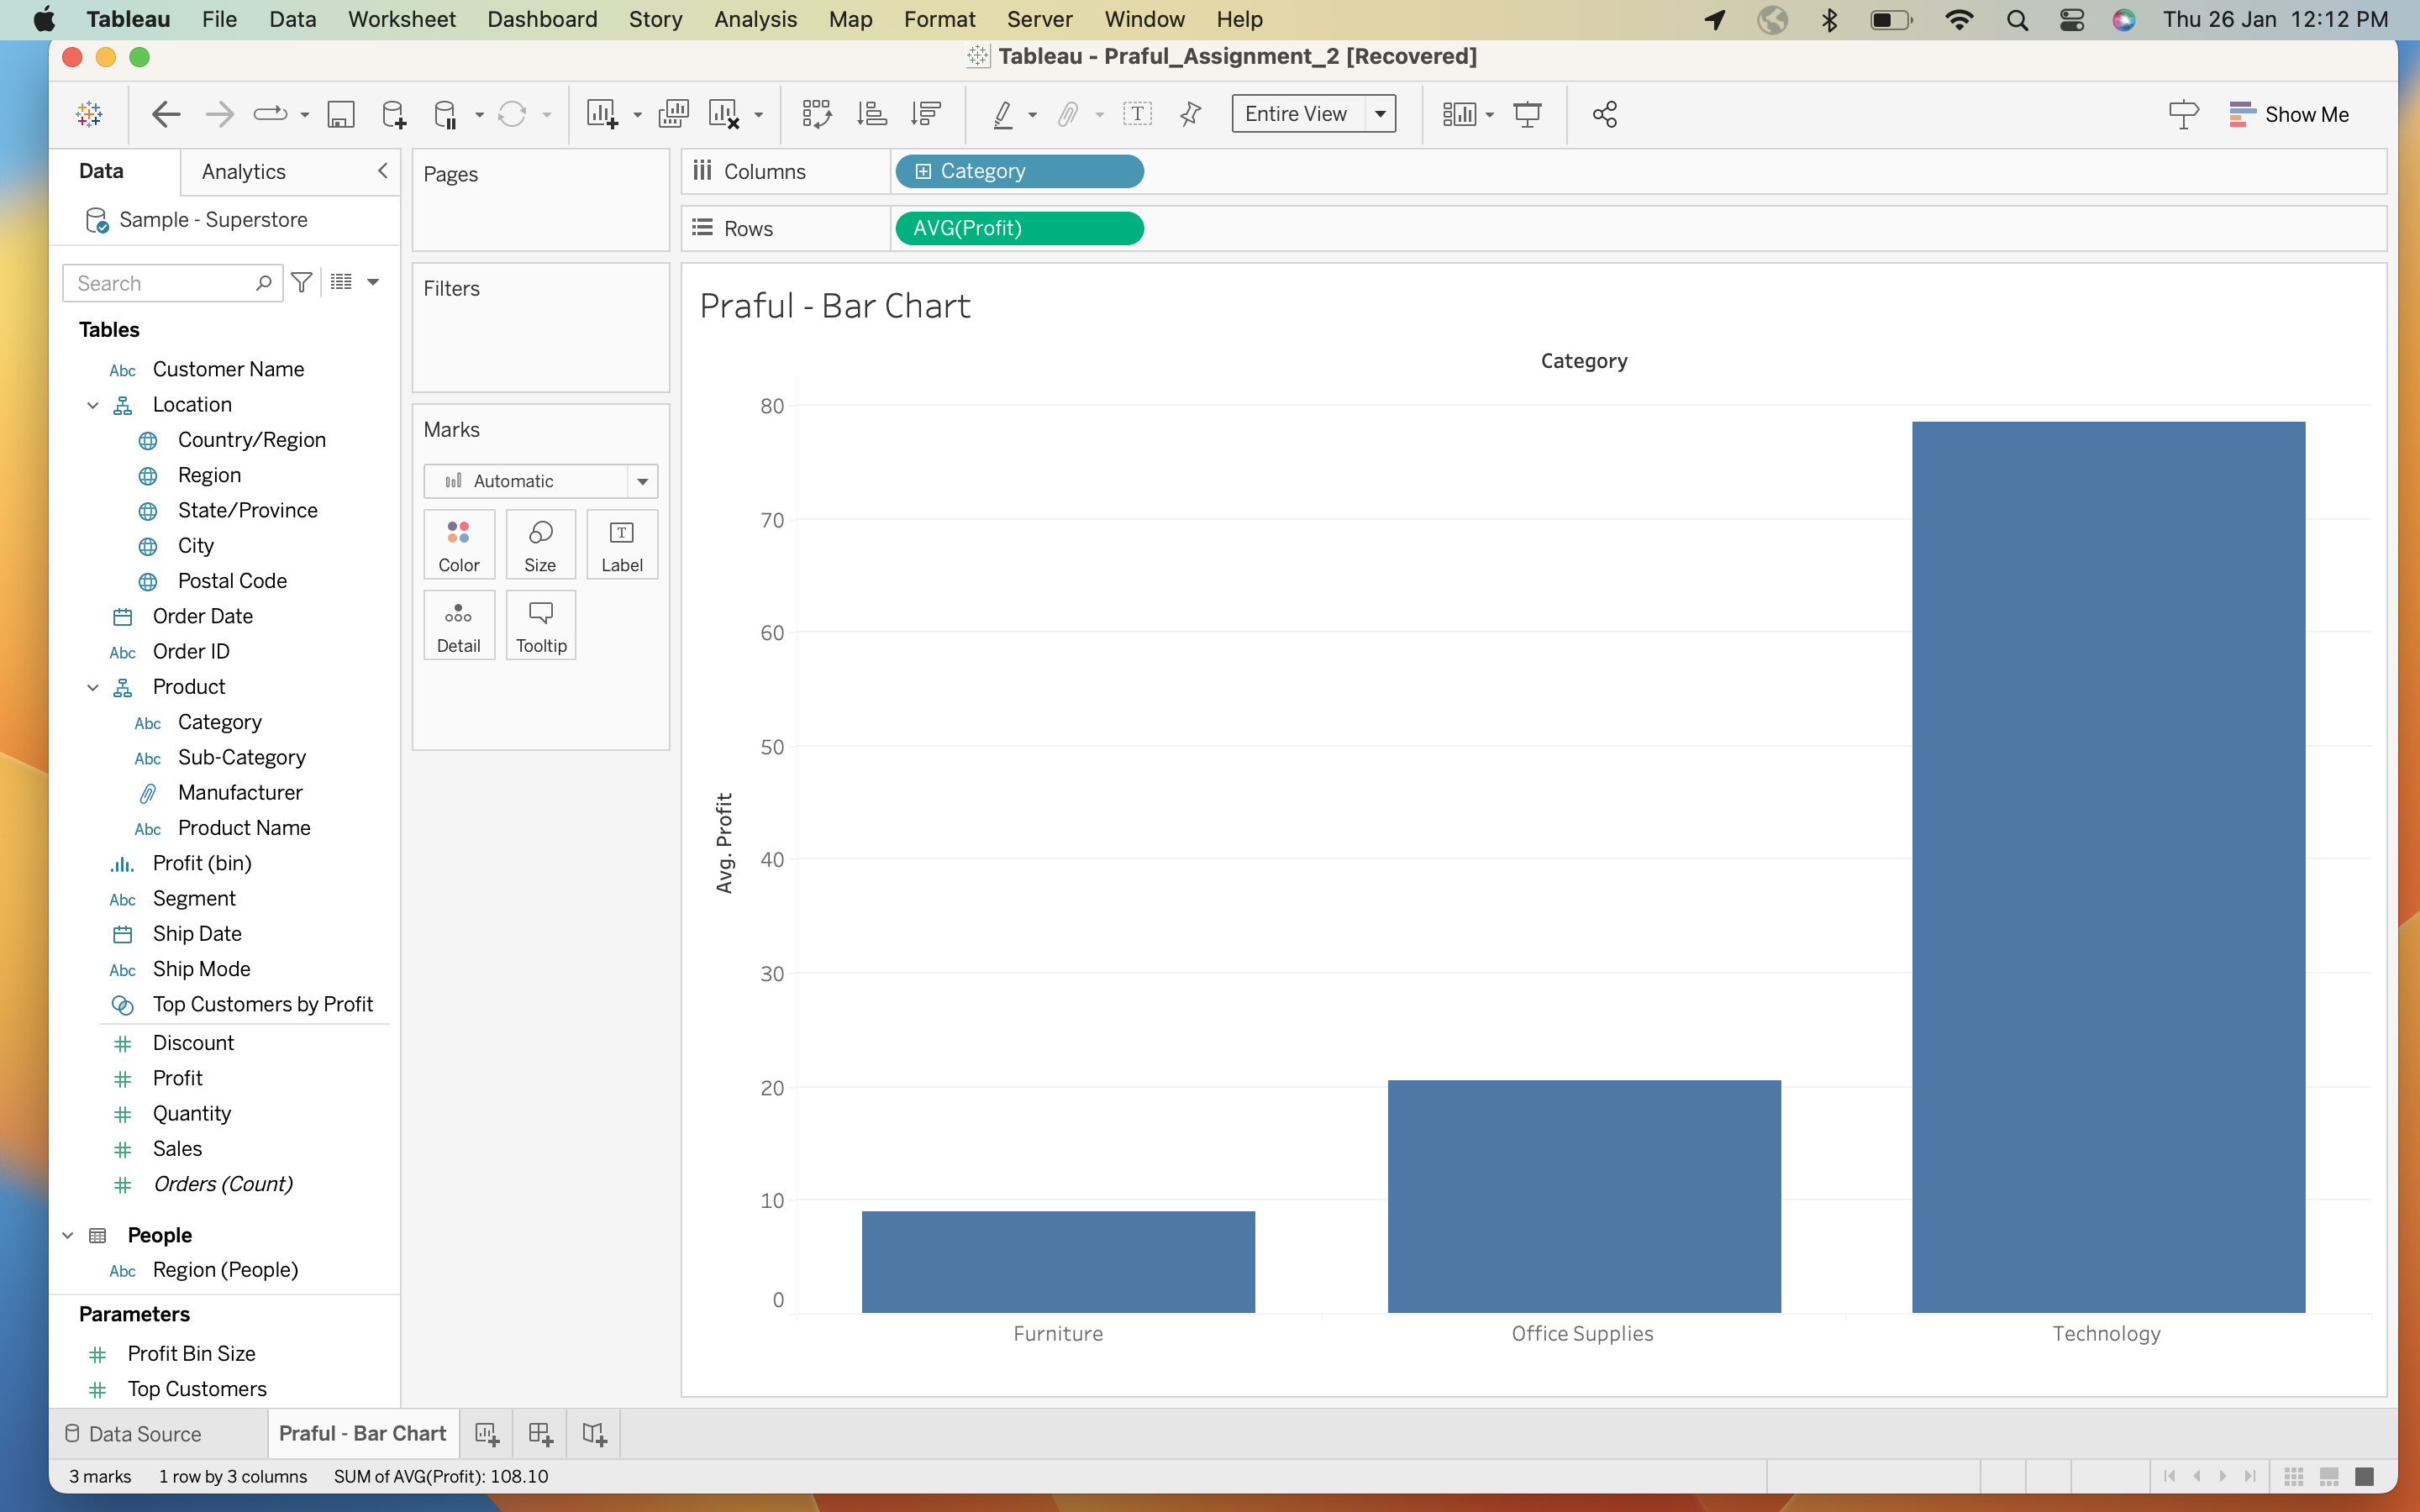 Tableau File Data Worksheet Dashboard Story Analysis Map Format Server Window Help Thu 26 Jan 12:12 PM
Tableau - Praful_Assignment_2 [Recovered]
Entire View
Show Me
Data Analytics
Sample - Superstore
Search
Tables
Abc Customer Name
Location
Country/Region
Region
State/Province
City
Postal Code
Order Date
Abc Order ID
Product
Abc Category
Abc Sub-Category
Manufacturer
Abc Product Name
Profit (bin)
Abc Segment
Ship Date
Abc Ship Mode
Top Customers by Profit
# Discount
# Profit
# Quantity
# Sales
# Orders (Count)
People
Abc Region (People)
Parameters
# Profit Bin Size
# Top Customers
Pages
Filters
Marks
Automatic
Color Size T Label
Detail Tooltip
Columns Category
Rows AVG(Profit)
Praful - Bar Chart
Category
80
70
60
50
40
30
20
10
0
Avg. Profit
Furniture Office Supplies Technology
Data Source Praful - Bar Chart
3 marks 1 row by 3 columns SUM of AVG(Profit): 108.10